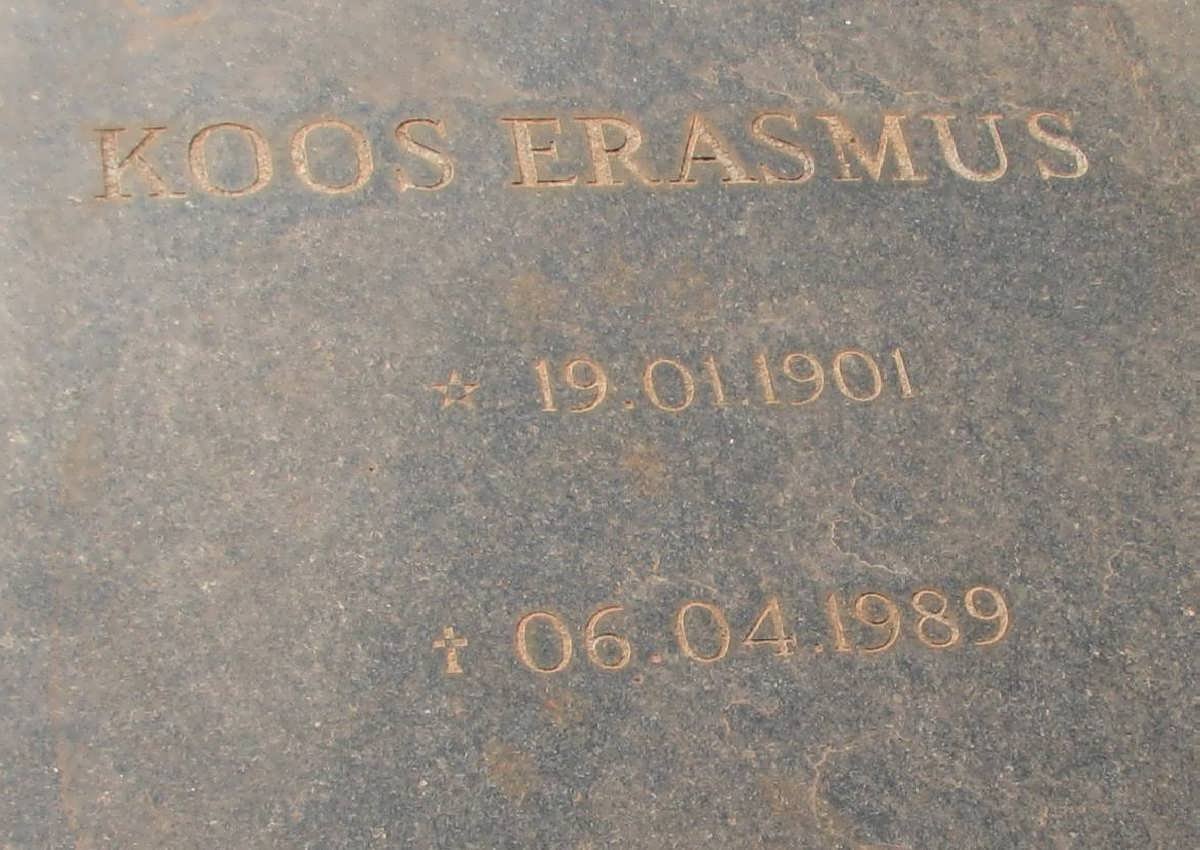 KOOS ERASMUS
☆ 19.01.1901
✝ 06.04.1989